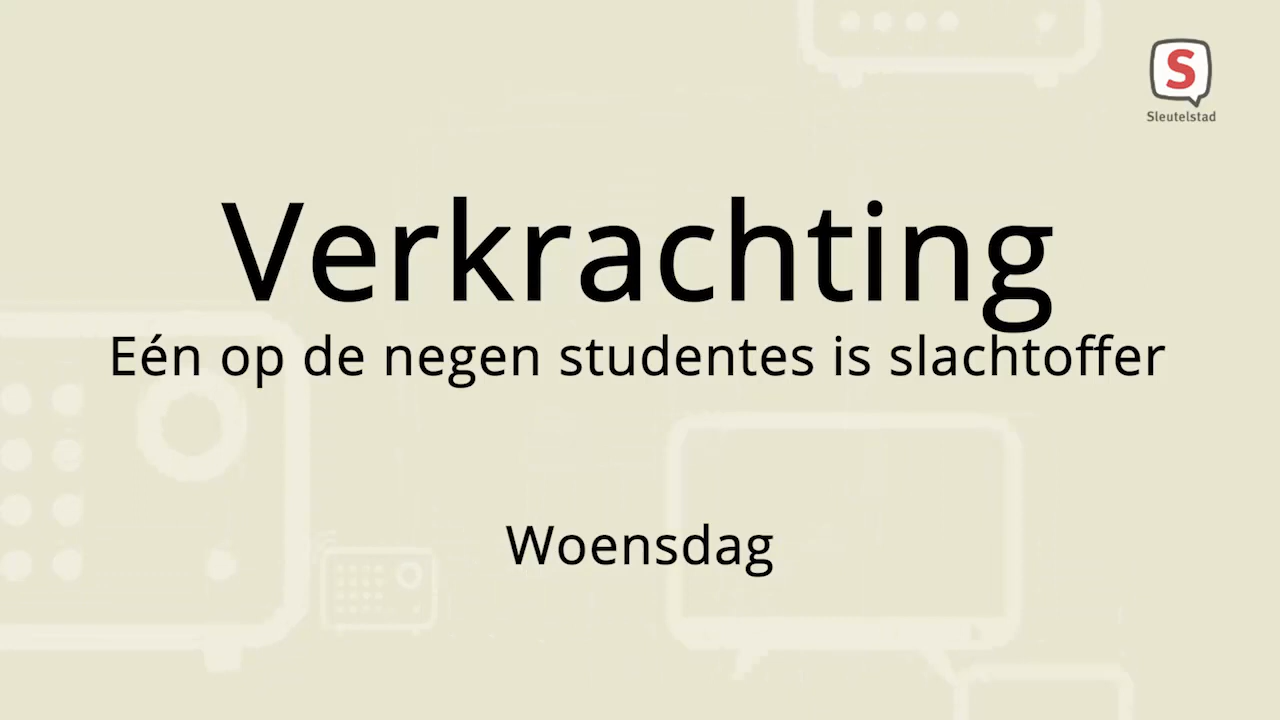 S
Sleutelstad
Verkrachting
Eén op de negen studentes is slachtoffer
Woensdag